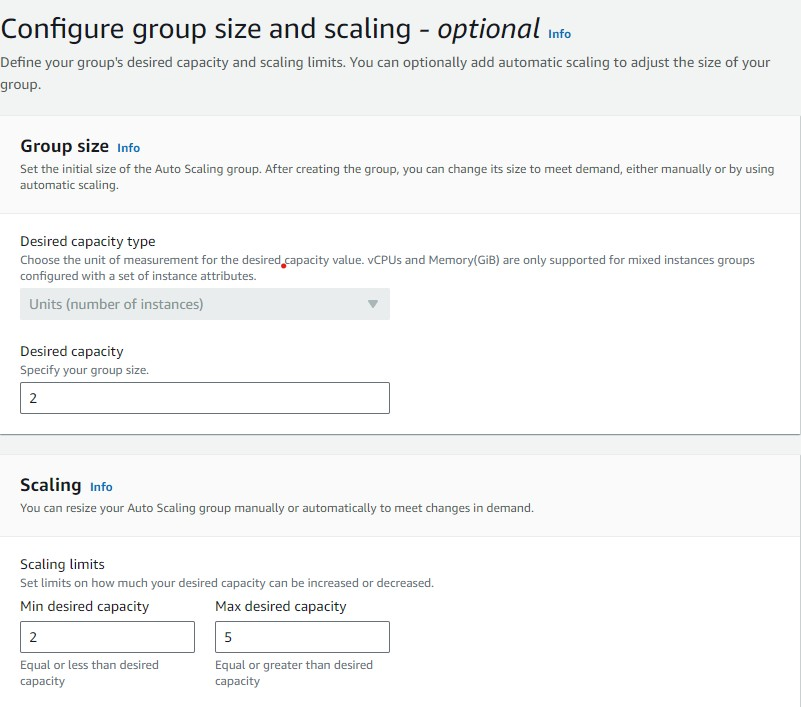 Configure group size and scaling - optional Info
Define your group's desired capacity and scaling limits. You can optionally add automatic scaling to adjust the size of your
group.
Group size Info
Set the initial size of the Auto Scaling group. After creating the group, you can change its size to meet demand, either manually or by using
automatic scaling.
Desired capacity type
Choose the unit of measurement for the desired capacity value. vCPUs and Memory(GiB) are only supported for mixed instances groups
configured with a set of instance attributes.
Units (number of instances)
Desired capacity
Specify your group size.
2
Scaling Info
You can resize your Auto Scaling group manually or automatically to meet changes in demand.
Scaling limits
Set limits on how much your desired capacity can be increased or decreased.
Min desired capacity Max desired capacity
2 5
Equal or less than desired Equal or greater than desired
capacity capacity